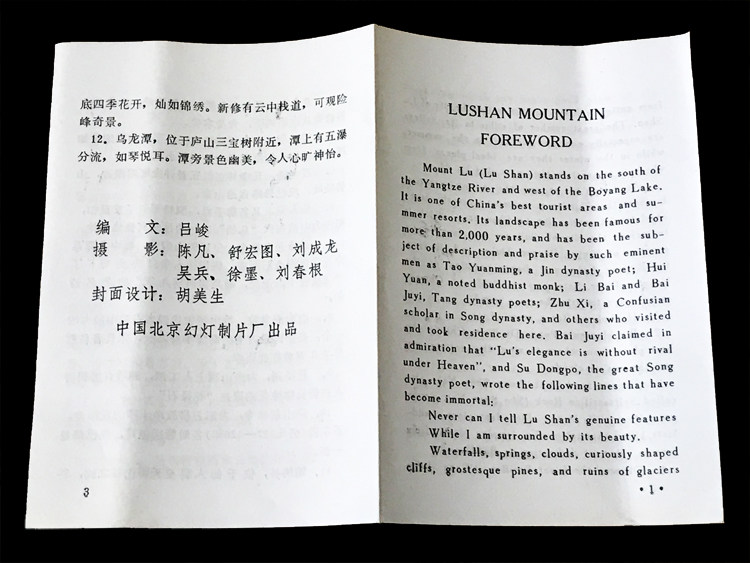 底四季花开，灿如锦绣。新修有云中栈道，可观险
峰奇景。
12．乌龙潭，位于庐山三宝树附近，潭上有五瀑
分流，如琴悦耳。潭旁景色幽美，令人心旷神怡。
编　文：吕峻
摄　影：陈凡、舒宏图、刘成龙
吴兵、徐墨、刘春根
封面设计：胡美生
中国北京幻灯制片厂出品
3
LUSHAN MOUNTAIN
FOREWORD
Mount Lu (Lu Shan) stands on the south of
the Yangtze River and west of the Boyang Lake.
It is one of China's best tourist areas and su-
mmer resorts. Its landscape has been famous for
more than 2,000 years, and has been the sub-
ject of description and praise by such eminent
men as Tao Yuanming, a Jin dynasty poet; Hui
Yuan, a noted buddhist monk; Li Bai and Bai
Juyi, Tang dynasty poets; Zhu Xi, a Confusian
scholar in Song dynasty, and others who visited
and took residence here. Bai Juyi claimed in
admiration that "Lu's elegance is without rival
under Heaven", and Su Dongpo, the great Song
dynasty poet, wrote the following lines that have
become immortal:
Never can I tell Lu Shan's genuine features
While I am surrounded by its beauty.
Waterfalls, springs, clouds, curiously shaped
cliffs, grostesque pines, and ruins of glaciers
·1·